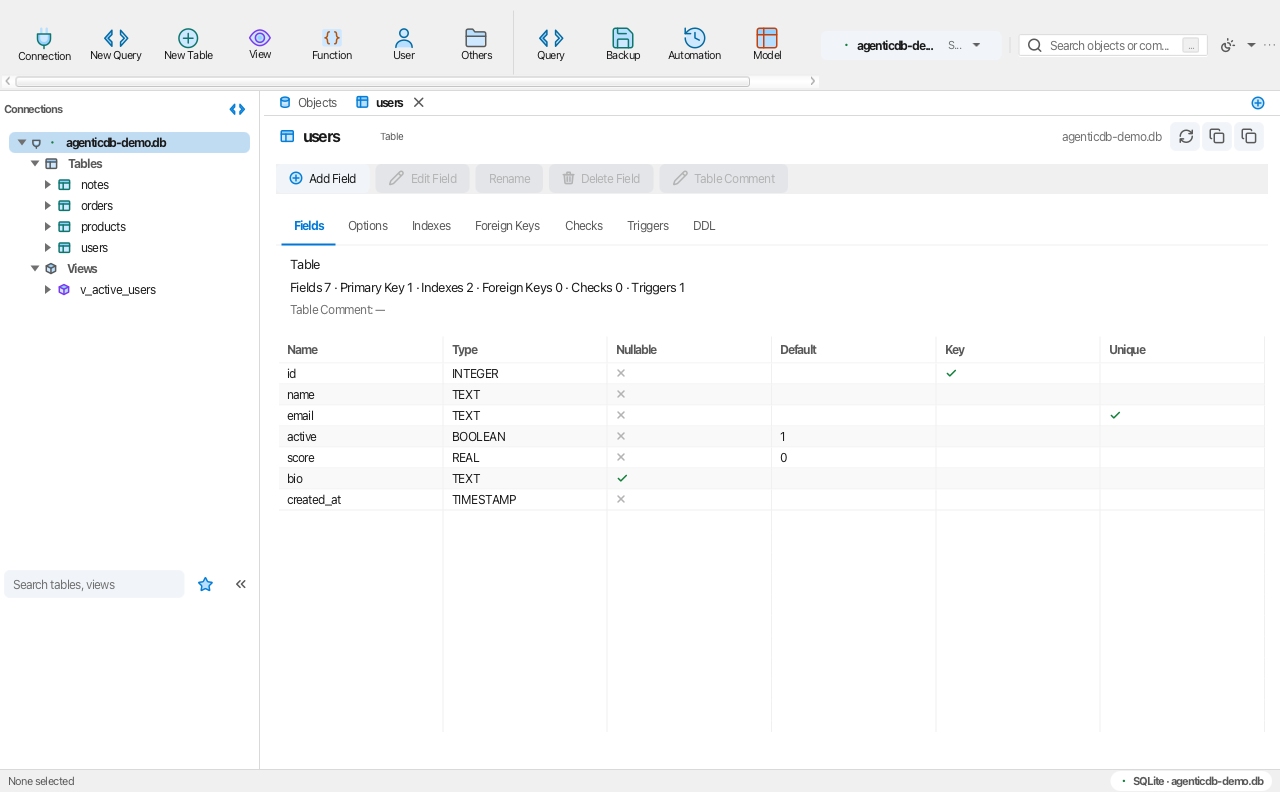 Connection
New Query
New Table
View
Function
User
Others
Query
Backup
Automation
Model
agenticdb-de...
S...
Search objects or com...
...
Connections
Objects
users
agenticdb-demo.db
users
Table
agenticdb-demo.db
Tables
notes
orders
products
users
Views
v_active_users
Add Field
Edit Field
Rename
Delete Field
Table Comment
Fields
Options
Indexes
Foreign Keys
Checks
Triggers
DDL
Table
Fields 7 · Primary Key 1 · Indexes 2 · Foreign Keys 0 · Checks 0 · Triggers 1
Table Comment: —
Name Type Nullable Default Key Unique
id INTEGER
name TEXT
email TEXT
active BOOLEAN 1
score REAL 0
bio TEXT
created_at TIMESTAMP
Search tables, views
None selected
SQLite · agenticdb-demo.db